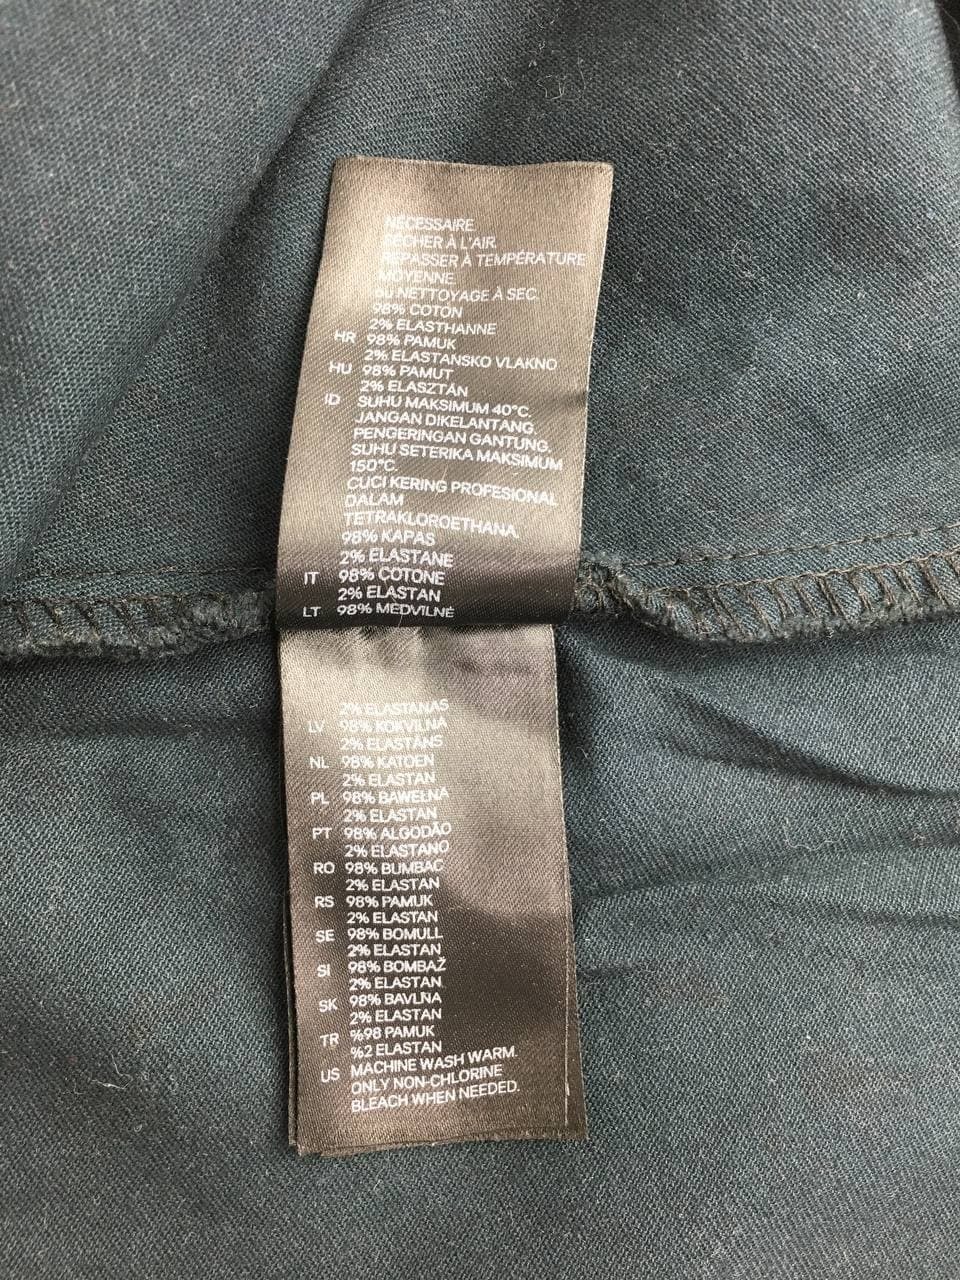 NÉCESSAIRE.
SÉCHER À L'AIR.
REPASSER À TEMPÉRATURE
MOYENNE.
OU NETTOYAGE À SEC.
98% COTON
2% ELASTHANNE
HR 98% PAMUK
2% ELASTANSKO VLAKNO
HU 98% PAMUT
2% ELASZTÁN
ID SUHU MAKSIMUM 40°C.
JANGAN DIKELANTANG.
PENGERINGAN GANTUNG.
SUHU SETERIKA MAKSIMUM
150°C.
CUCI KERING PROFESIONAL
DALAM
TETRAKLOROETHANA.
98% KAPAS
2% ELASTANE
IT 98% COTONE
2% ELASTAN
LT 98% MEDVILNĖ
2% ELASTANAS
LV 98% KOKVILNA
2% ELASTĀNS
NL 98% KATOEN
2% ELASTAN
PL 98% BAWEŁNA
2% ELASTAN
PT 98% ALGODÃO
2% ELASTANO
RO 98% BUMBAC
2% ELASTAN
RS 98% PAMUK
2% ELASTAN
SE 98% BOMULL
2% ELASTAN
SI 98% BOMBAŽ
2% ELASTAN
SK 98% BAVLNA
2% ELASTAN
TR %98 PAMUK
%2 ELASTAN
US MACHINE WASH WARM.
ONLY NON-CHLORINE
BLEACH WHEN NEEDED.